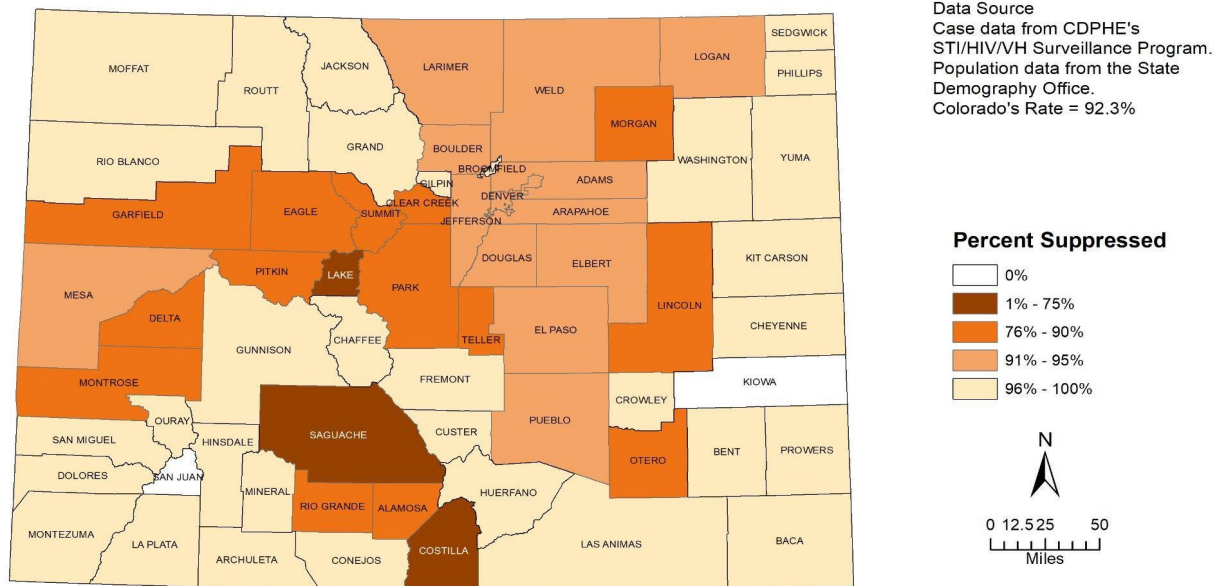 Data Source
Case data from CDPHE's
STI/HIV/VH Surveillance Program.
Population data from the State
Demography Office.
Colorado's Rate = 92.3%
SEDGWICK
LOGAN
JACKSON
LARIMER
MOFFAT
PHILLIPS
ROUTT
WELD
MORGAN
GRAND
BOULDER
RIO BLANCO
WASHINGTON
YUMA
BROOMFIELD
GILPIN
ADAMS
DENVER
CLEAR CREEK
GARFIELD
EAGLE
SUMMIT
ARAPAHOE
JEFFERSON
DOUGLAS
ELBERT
KIT CARSON
PITKIN
LAKE
PARK
MESA
LINCOLN
DELTA
CHEYENNE
EL PASO
TELLER
CHAFFEE
GUNNISON
FREMONT
MONTROSE
KIOWA
CROWLEY
OURAY
PUEBLO
SAGUACHE
CUSTER
SAN MIGUEL
HINSDALE
BENT
PROWERS
OTERO
DOLORES
SAN JUAN
MINERAL
HUERFANO
RIO GRANDE
ALAMOSA
MONTEZUMA
LA PLATA
COSTILLA
LAS ANIMAS
BACA
ARCHULETA
CONEJOS
Percent Suppressed
0%
1% - 75%
76% - 90%
91% - 95%
96% - 100%
N
0 12.5 25 50
Miles